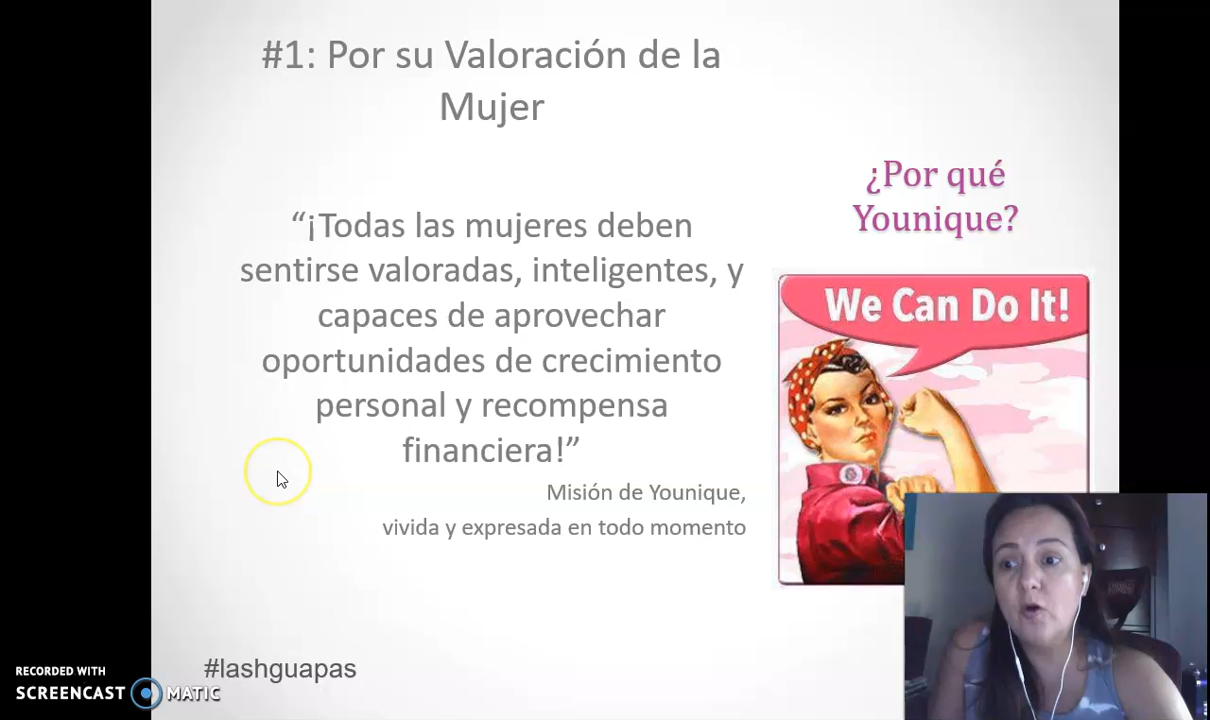 #1: Por su Valoración de la
Mujer
¿Por qué
Younique?
“¡Todas las mujeres deben
sentirse valoradas, inteligentes, y
capaces de aprovechar
oportunidades de crecimiento
personal y recompensa
financiera!”
Misión de Younique,
vivida y expresada en todo momento
We Can Do It!
#lashguapas
RECORDED WITH
SCREENCAST MATIC